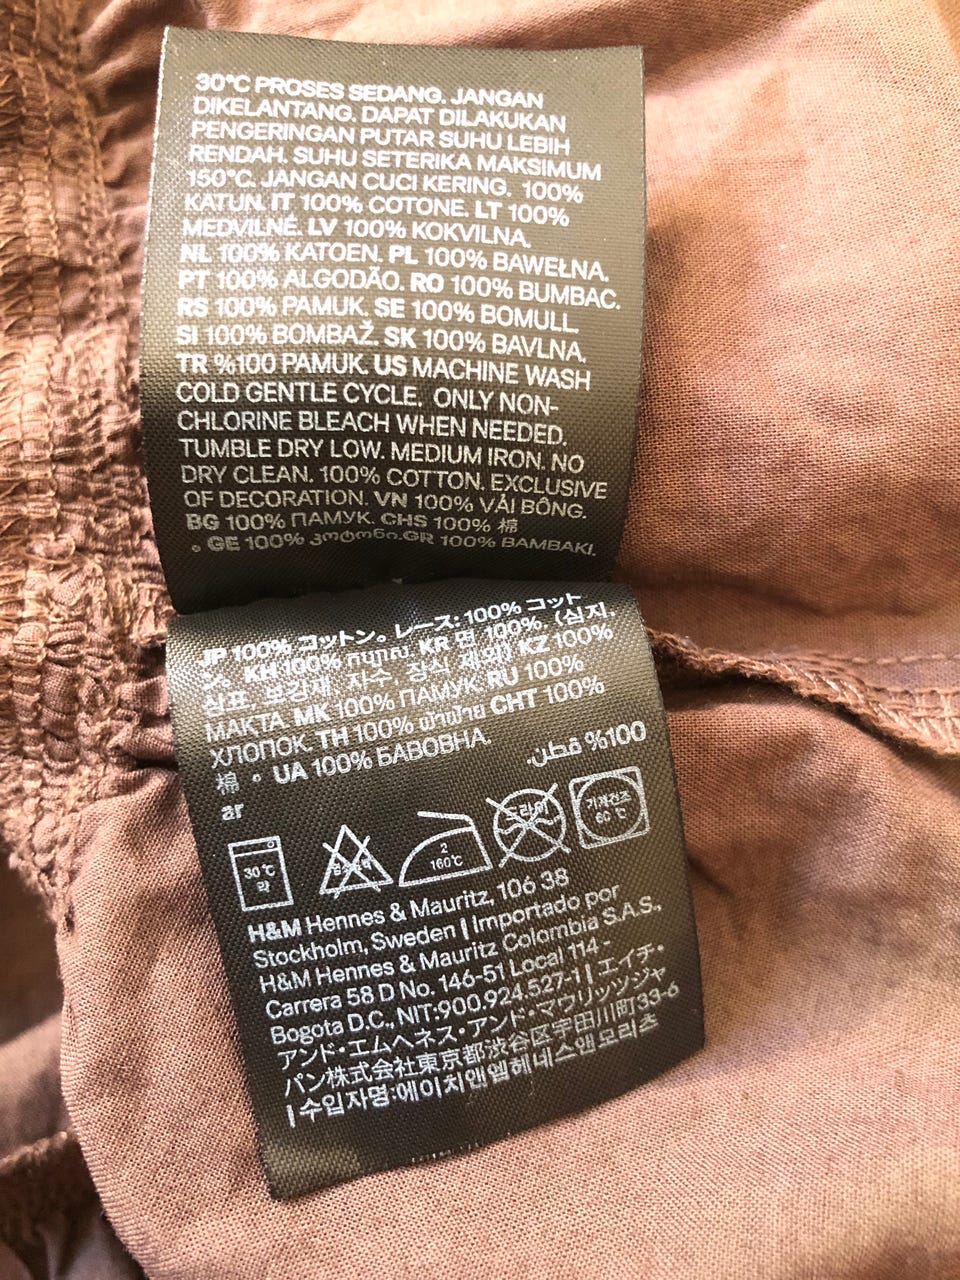 30°C PROSES SEDANG. JANGAN
DIKELANTANG. DAPAT DILAKUKAN
PENGERINGAN PUTAR SUHU LEBIH
RENDAH. SUHU SETERIKA MAKSIMUM
150°C. JANGAN CUCI KERING. 100%
KATUN. IT 100% COTONE. LT 100%
MEDVILNĖ. LV 100% KOKVILNA.
NL 100% KATOEN. PL 100% BAWEŁNA.
PT 100% ALGODÃO. RO 100% BUMBAC.
RS 100% PAMUK. SE 100% BOMULL.
SI 100% BOMBAŽ. SK 100% BAVLNA.
TR %100 PAMUK. US MACHINE WASH
COLD GENTLE CYCLE. ONLY NON-
CHLORINE BLEACH WHEN NEEDED.
TUMBLE DRY LOW. MEDIUM IRON. NO
DRY CLEAN. 100% COTTON. EXCLUSIVE
OF DECORATION. VN 100% VẢI BÔNG.
BG 100% ПАМУК. CHS 100% 棉
。GE 100% კოტონი.GR 100% BAMBAKI.
JP 100% コットン。レース: 100% コット
ン。KH 100% KR 면 100%. (심지,
심포, 보강재, 자수, 장식 제외) KZ 100%
МАКТА MK 100% ПАМУК. RU 100%
ХЛОПОК. TH 100% ผ้าฝ้าย CHT 100%
棉。UA 100% БАВОВНА.
ar
%100 قطن.
30℃
약
2
160℃
드라이
기계건조
60℃
H&M Hennes & Mauritz, 106 38
Stockholm, Sweden | Importado por
H&M Hennes & Mauritz Colombia S.A.S.,
Carrera 58 D No. 146-51 Local 114 -
Bogota D.C., NIT:900.924.527-1 | エイチ・
アンド・エムヘネス・アンド・マウリッツジャ
パン株式会社東京都渋谷区宇田川町33-6
| 수입자명:에이치앤엠헤네스앤모리츠